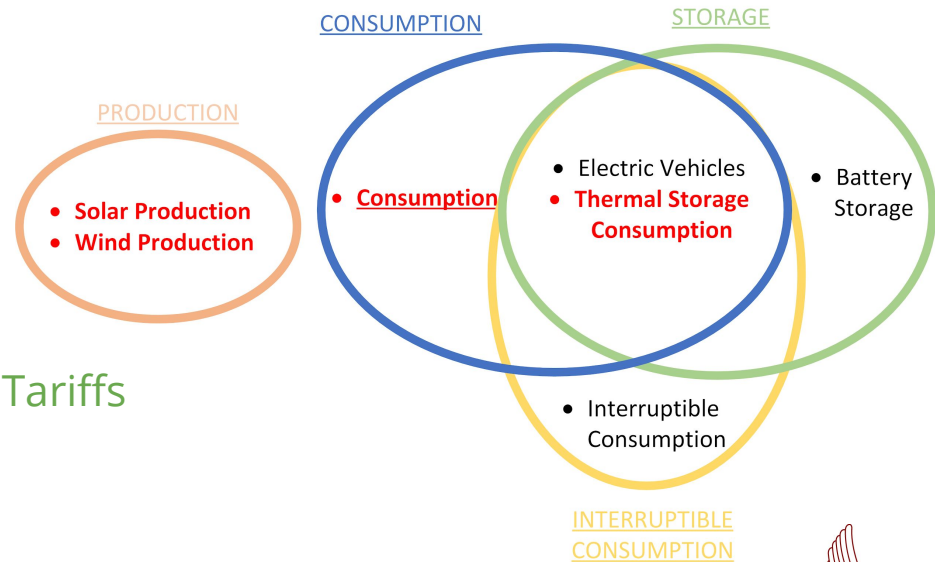 CONSUMPTION
STORAGE
PRODUCTION
• Solar Production
• Wind Production
• Consumption
• Electric Vehicles
• Thermal Storage
Consumption
• Battery
Storage
Tariffs
• Interruptible
Consumption
INTERRUPTIBLE
CONSUMPTION